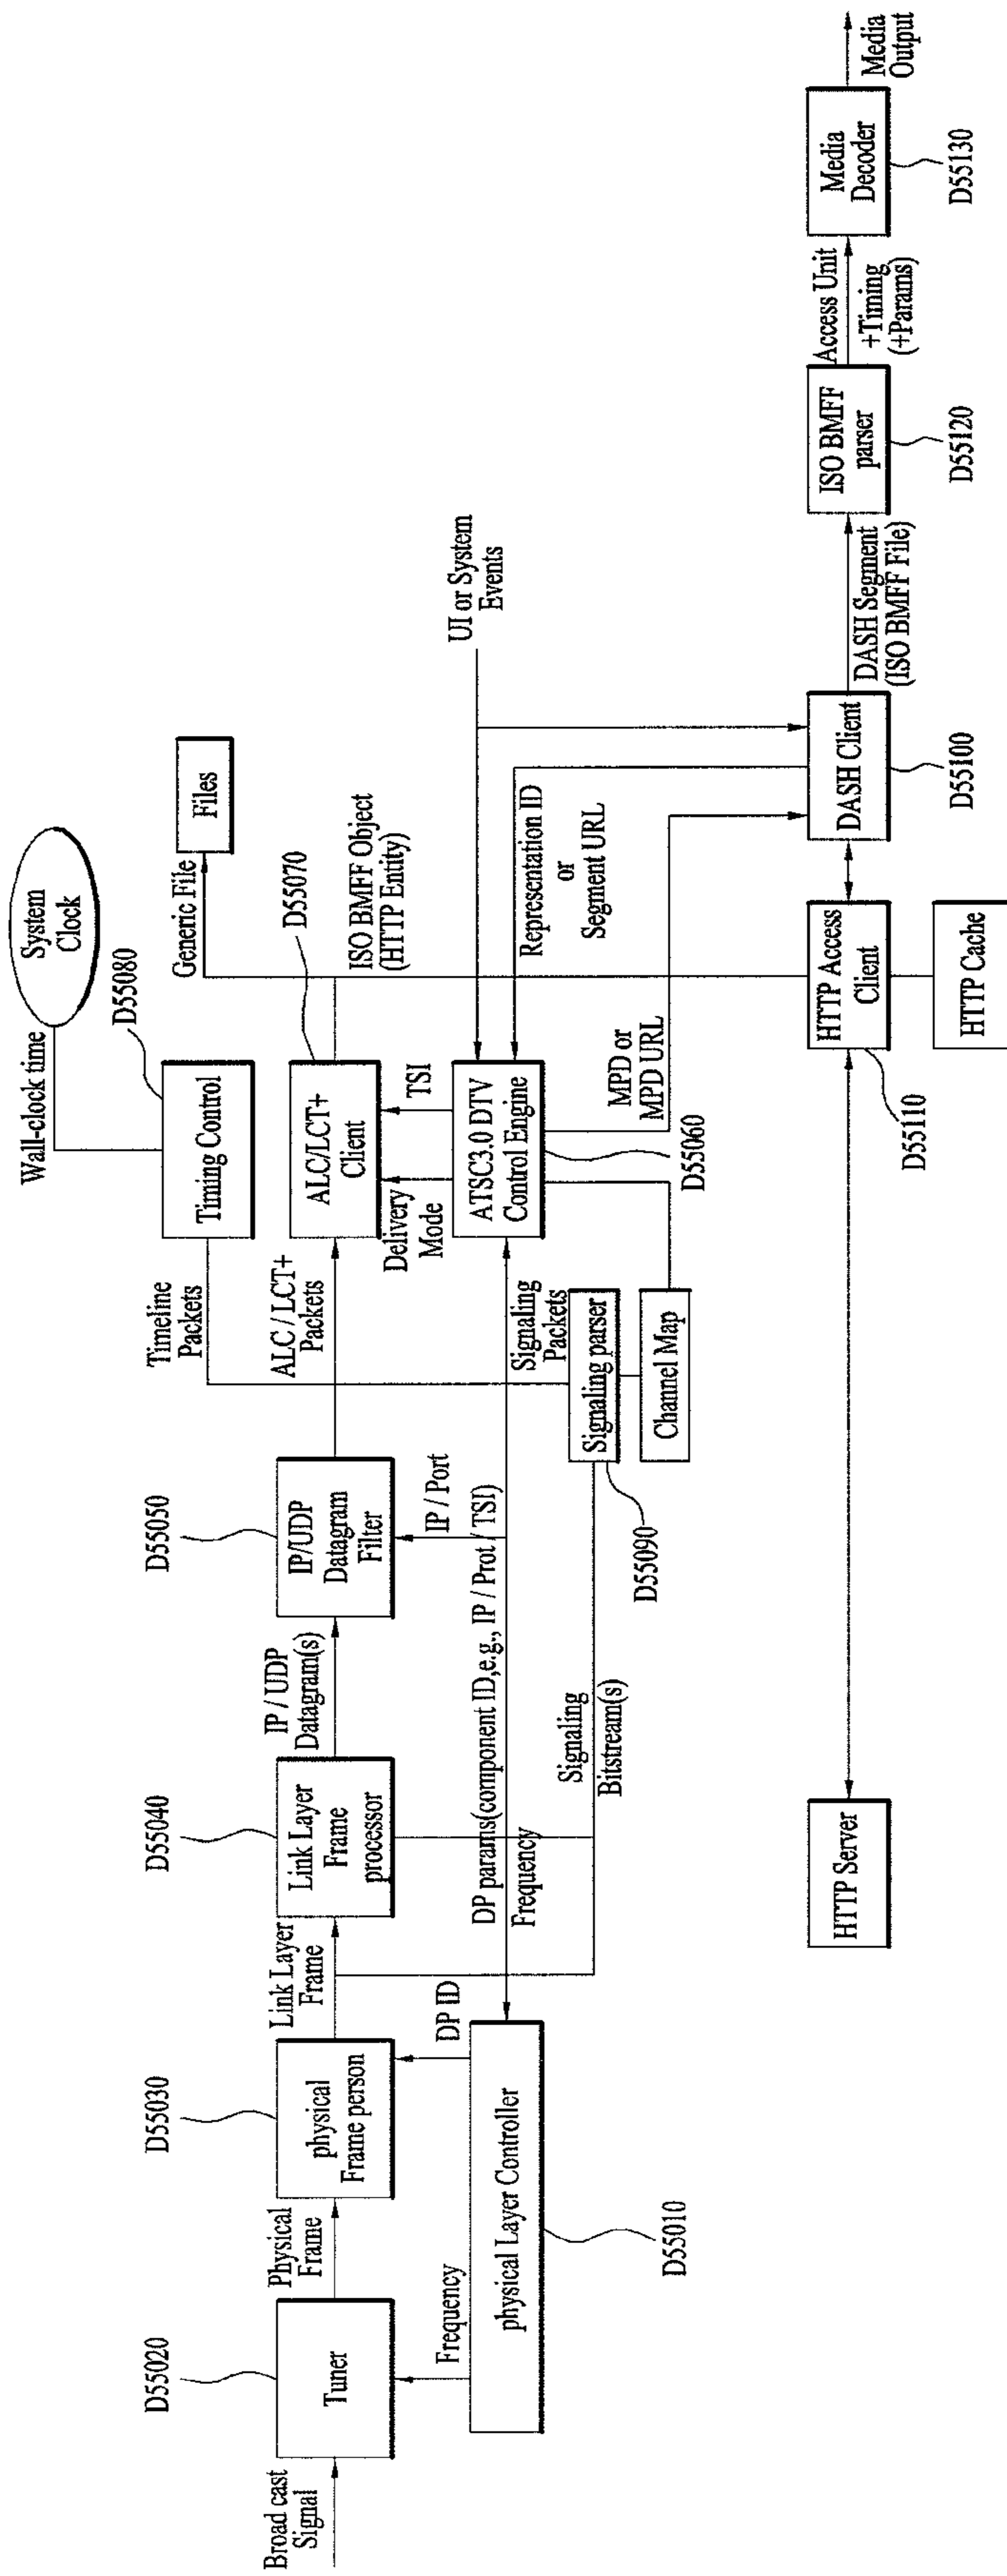 Broad cast
Signal
Tuner
D55020
Physical
Frame
physical
Frame person
D55030
Link Layer
Frame
Link Layer
Frame
processor
D55040
IP / UDP
Datagram(s)
IP/UDP
Datagram
Filter
D55050
ALC / LCT+
Packets
ALC/LCT+
Client
D55070
ISO BMFF Object
(HTTP Entity)
Generic File
Files
Timeline
Packets
Timing Control
D55080
Wall-clock time
System
Clock
Frequency
DP ID
physical Layer Controller
D55010
DP params(component ID,e.g., IP / Prot / TSI)
Frequency
IP / Port
Signaling
Packets
Delivery
Mode
TSI
ATSC3.0 DTV
Control Engine
D55060
UI or System
Events
Representation ID
or
Segment URL
MPD or
MPD URL
Signaling
Bitstream(s)
Signaling parser
D55090
Channel Map
HTTP Server
HTTP Access
Client
D55110
HTTP Cache
DASH Client
D55100
DASH Segment
(ISO BMFF File)
ISO BMFF
parser
D55120
Access Unit
+Timing
(+Params)
Media
Decoder
D55130
Media
Output